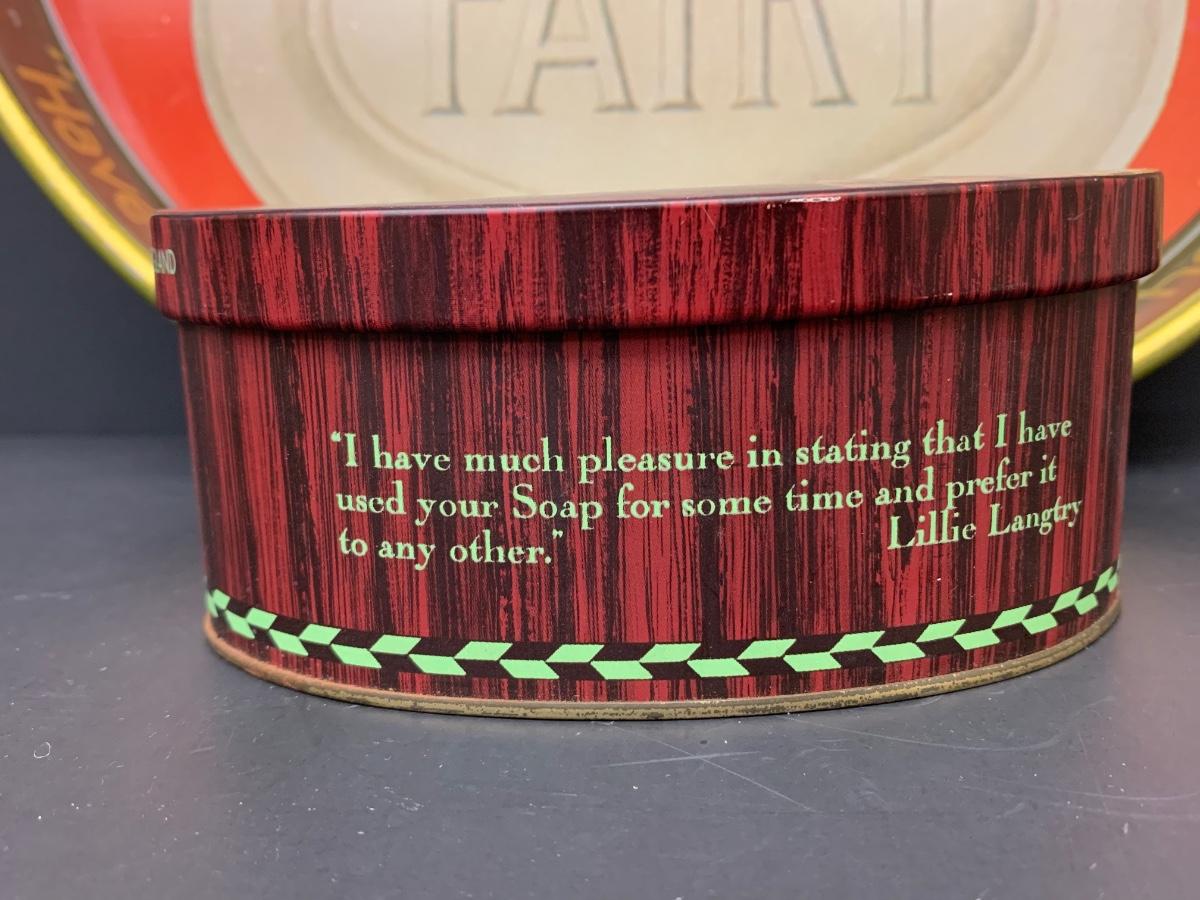 FAIRY
"I have much pleasure in stating that I have
used your Soap for some time and prefer it
to any other."
Lillie Langtry